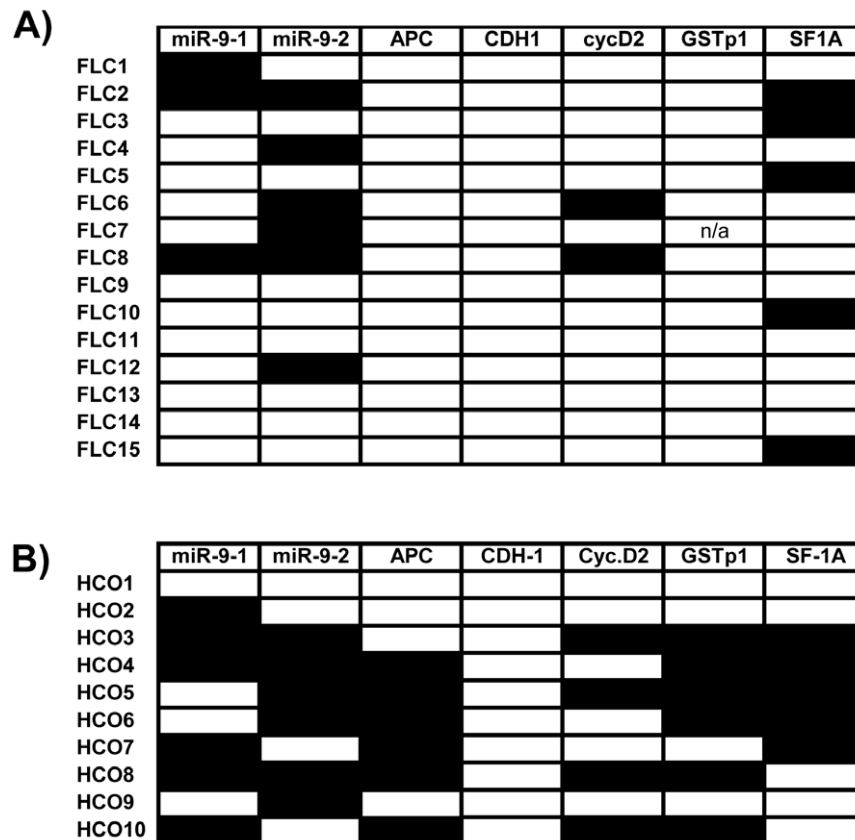 A)
miR-9-1 miR-9-2 APC CDH1 cycD2 GSTp1 SF1A
FLC1
FLC2
FLC3
FLC4
FLC5
FLC6
FLC7 n/a
FLC8
FLC9
FLC10
FLC11
FLC12
FLC13
FLC14
FLC15
B)
miR-9-1 miR-9-2 APC CDH-1 Cyc.D2 GSTp1 SF-1A
HCO1
HCO2
HCO3
HCO4
HCO5
HCO6
HCO7
HCO8
HCO9
HCO10